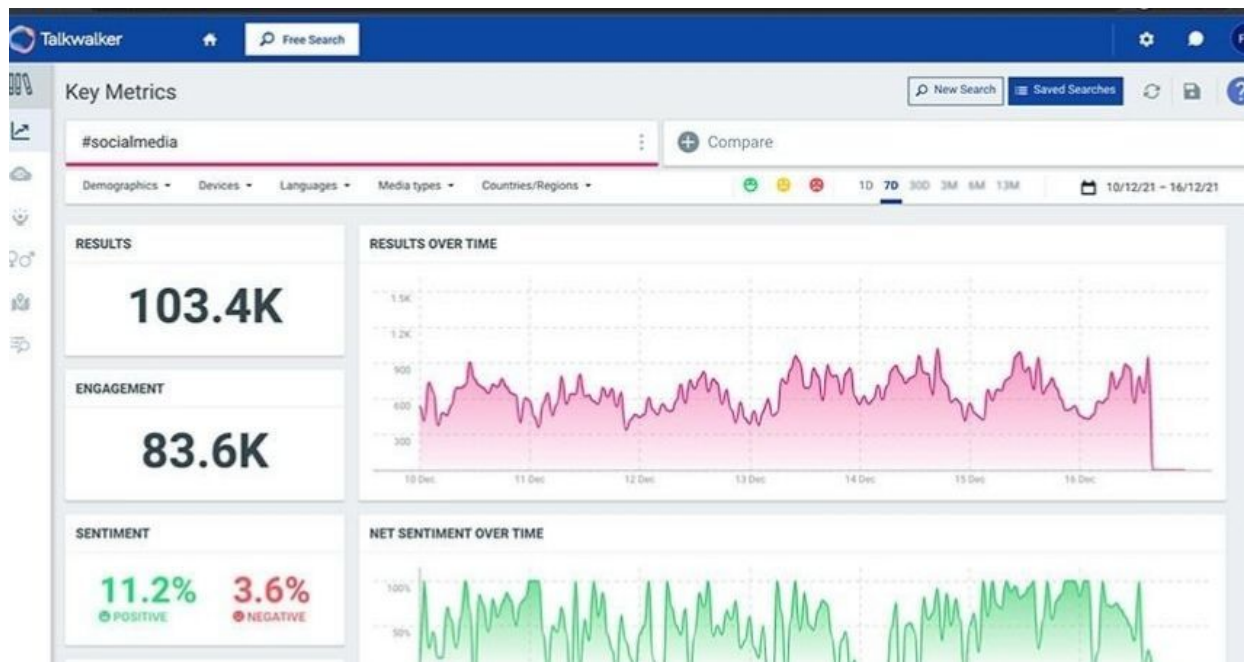 Talkwalker
Free Search
Key Metrics
New Search
Saved Searches
?
#socialmedia
Compare
Demographics
Devices
Languages
Media types
Countries/Regions
1D 7D 30D 3M 6M 13M
10/12/21 - 16/12/21
RESULTS
103.4K
RESULTS OVER TIME
1.5K
1.2K
900
600
300
10 Dec 11 Dec 12 Dec 13 Dec 14 Dec 15 Dec 16 Dec
ENGAGEMENT
83.6K
SENTIMENT
11.2%
POSITIVE
3.6%
NEGATIVE
NET SENTIMENT OVER TIME
100%
50%